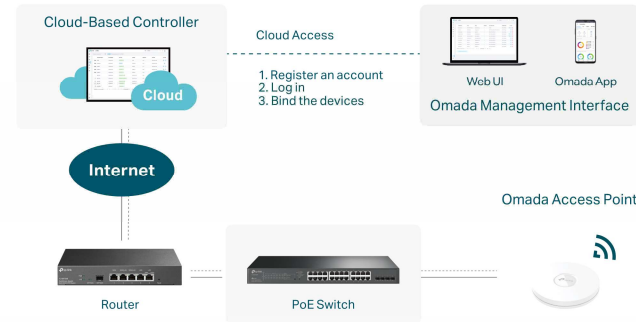 Cloud-Based Controller
Cloud Access
Cloud
1. Register an account
2. Log in
3. Bind the devices
Web UI
Omada App
Omada Management Interface
Internet
Omada Access Point
Router
PoE Switch